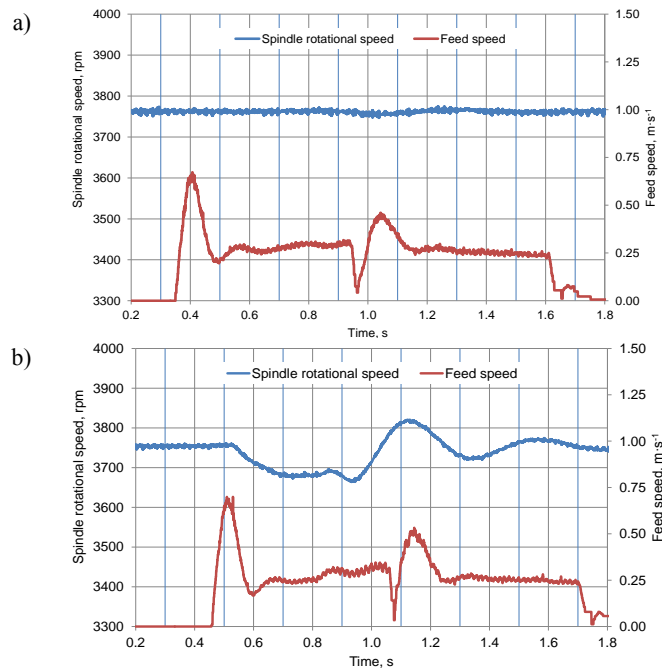 a)
Spindle rotational speed
Feed speed
Spindle rotational speed, rpm
4000
3900
3800
3700
3600
3500
3400
3300
1.50
1.25
1.00
0.75
0.50
0.25
0.00
Feed speed, m·s⁻¹
0.2 0.4 0.6 0.8 1.0 1.2 1.4 1.6 1.8
Time, s
b)
Spindle rotational speed
Feed speed
Spindle rotational speed, rpm
4000
3900
3800
3700
3600
3500
3400
3300
1.50
1.25
1.00
0.75
0.50
0.25
0.00
Feed speed, m·s⁻¹
0.2 0.4 0.6 0.8 1.0 1.2 1.4 1.6 1.8
Time, s